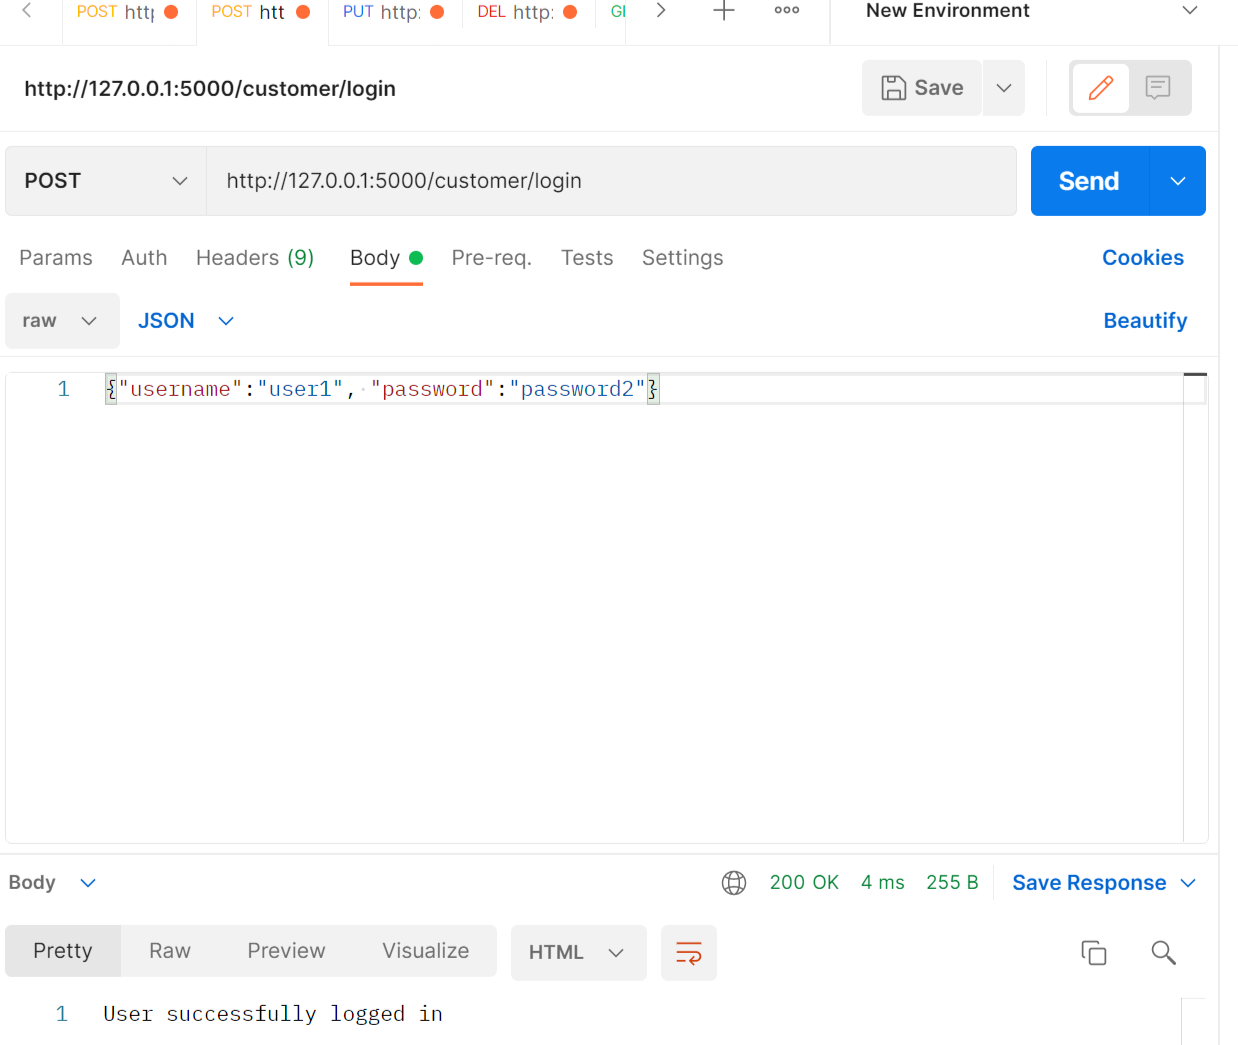 POST http POST htt PUT http: DEL http: GE New Environment
http://127.0.0.1:5000/customer/login Save
POST http://127.0.0.1:5000/customer/login Send
Params Auth Headers (9) Body Pre-req. Tests Settings Cookies
raw JSON Beautify
1 {"username":"user1", "password":"password2"}
Body 200 OK 4 ms 255 B Save Response
Pretty Raw Preview Visualize HTML
1 User successfully logged in